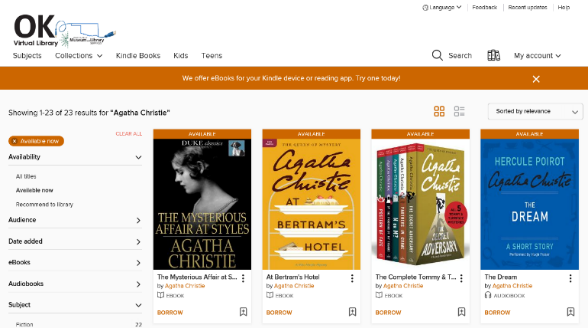 Language
Feedback
Recent updates
Help
OK
Virtual Library
Subjects
Collections
Kindle Books
Kids
Teens
Search
My account
We offer eBooks for your Kindle device or reading app. Try one today!
Showing 1-23 of 23 results for "Agatha Christie"
Sorted by relevance
× Available now
CLEAR ALL
Availability
All titles
Available now
Recommend to library
Audience
Date added
eBooks
Audiobooks
Subject
Fiction 22
AVAILABLE
DUKE classics
THE MYSTERIOUS
AFFAIR AT STYLES
AGATHA
CHRISTIE
The Mysterious Affair at S...
by Agatha Christie
EBOOK
BORROW
AVAILABLE
THE QUEEN OF MYSTERY
Agatha
Christie
AT
BERTRAM'S
HOTEL
At Bertram's Hotel
by Agatha Christie
EBOOK
BORROW
AVAILABLE
Agatha
Christie
ADVERSARY
The Complete Tommy & T...
by Agatha Christie
EBOOK
BORROW
AVAILABLE
HERCULE POIROT
Agatha Christie
THE
DREAM
A SHORT STORY
The Dream
by Agatha Christie
AUDIOBOOK
BORROW